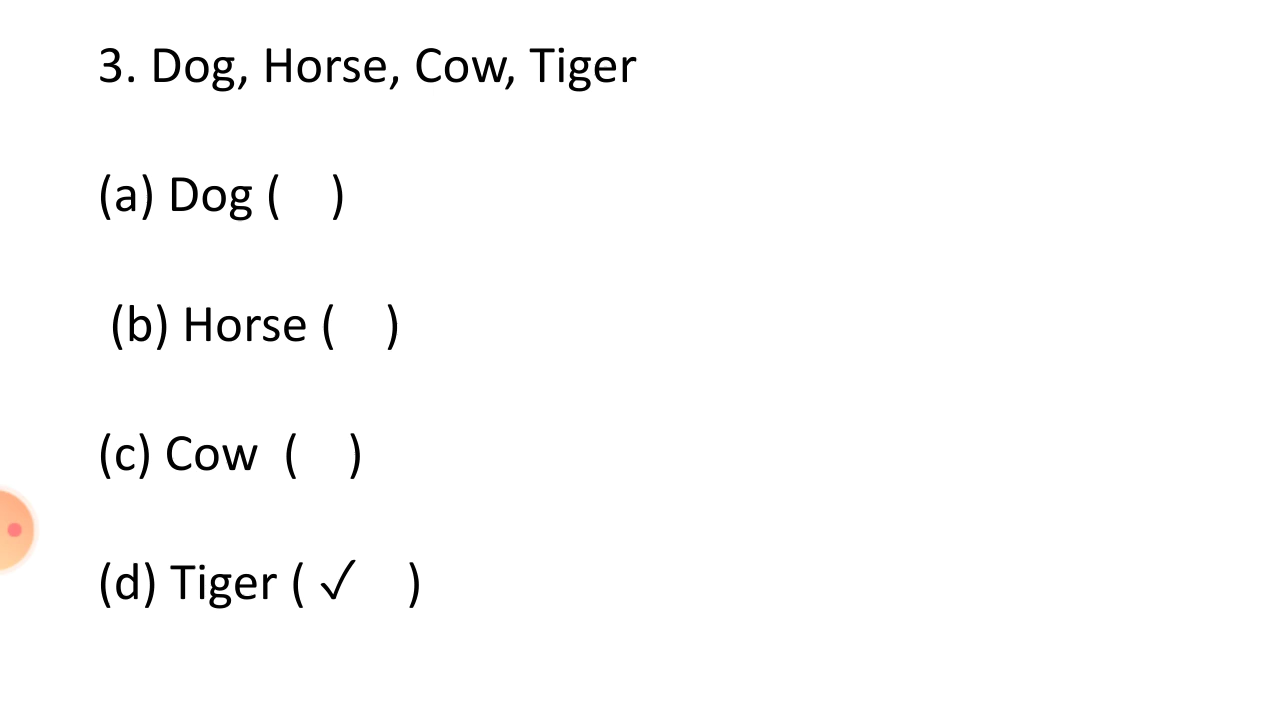 3. Dog, Horse, Cow, Tiger
(a) Dog (    )
(b) Horse (    )
(c) Cow  (    )
(d) Tiger ( ✓    )